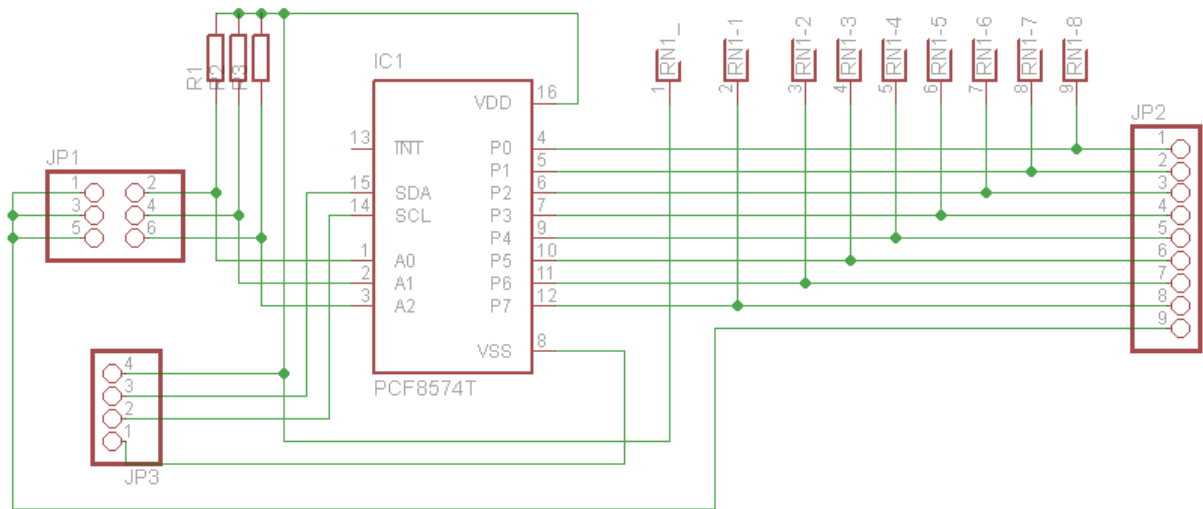 RN1_
RN1-1
RN1-2
RN1-3
RN1-4
RN1-5
RN1-6
RN1-7
RN1-8
1
2
3
4
5
6
7
8
9
R1
R2
R3
IC1
VDD
16
13
INT
P0
4
P1
5
15
SDA
P2
6
14
SCL
P3
7
P4
9
1
A0
P5
10
2
A1
P6
11
3
A2
P7
12
VSS
8
PCF8574T
JP1
1
2
3
4
5
6
JP2
1
2
3
4
5
6
7
8
9
4
3
2
1
JP3